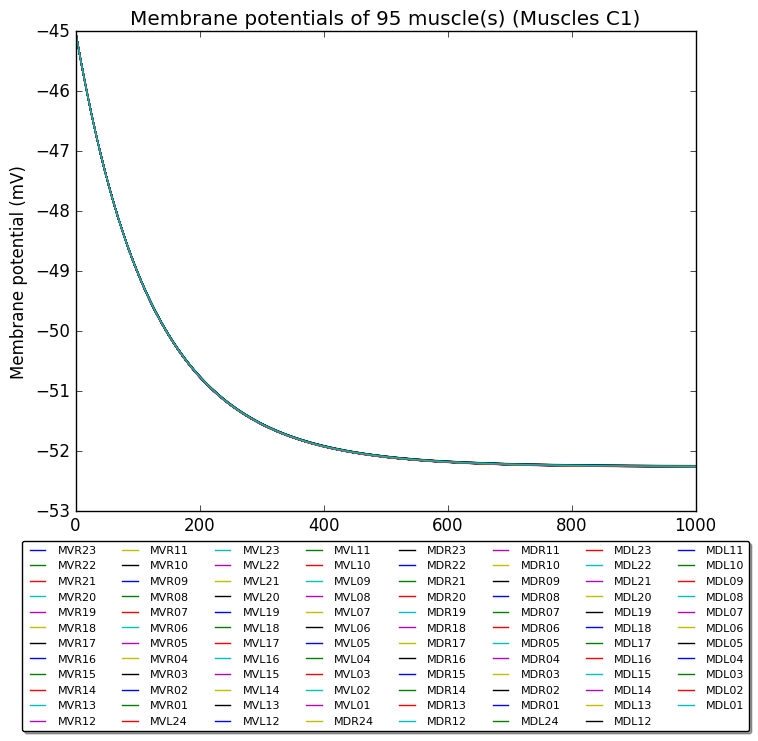 Membrane potentials of 95 muscle(s) (Muscles C1)
Membrane potential (mV)
−45
−46
−47
−48
−49
−50
−51
−52
−53
0 200 400 600 800 1000
MVR23 MVR11 MVL23 MVL11 MDR23 MDR11 MDL23 MDL11
MVR22 MVR10 MVL22 MVL10 MDR22 MDR10 MDL22 MDL10
MVR21 MVR09 MVL21 MVL09 MDR21 MDR09 MDL21 MDL09
MVR20 MVR08 MVL20 MVL08 MDR20 MDR08 MDL20 MDL08
MVR19 MVR07 MVL19 MVL07 MDR19 MDR07 MDL19 MDL07
MVR18 MVR06 MVL18 MVL06 MDR18 MDR06 MDL18 MDL06
MVR17 MVR05 MVL17 MVL05 MDR17 MDR05 MDL17 MDL05
MVR16 MVR04 MVL16 MVL04 MDR16 MDR04 MDL16 MDL04
MVR15 MVR03 MVL15 MVL03 MDR15 MDR03 MDL15 MDL03
MVR14 MVR02 MVL14 MVL02 MDR14 MDR02 MDL14 MDL02
MVR13 MVR01 MVL13 MVL01 MDR13 MDR01 MDL13 MDL01
MVR12 MVL24 MVL12 MDR24 MDR12 MDL24 MDL12